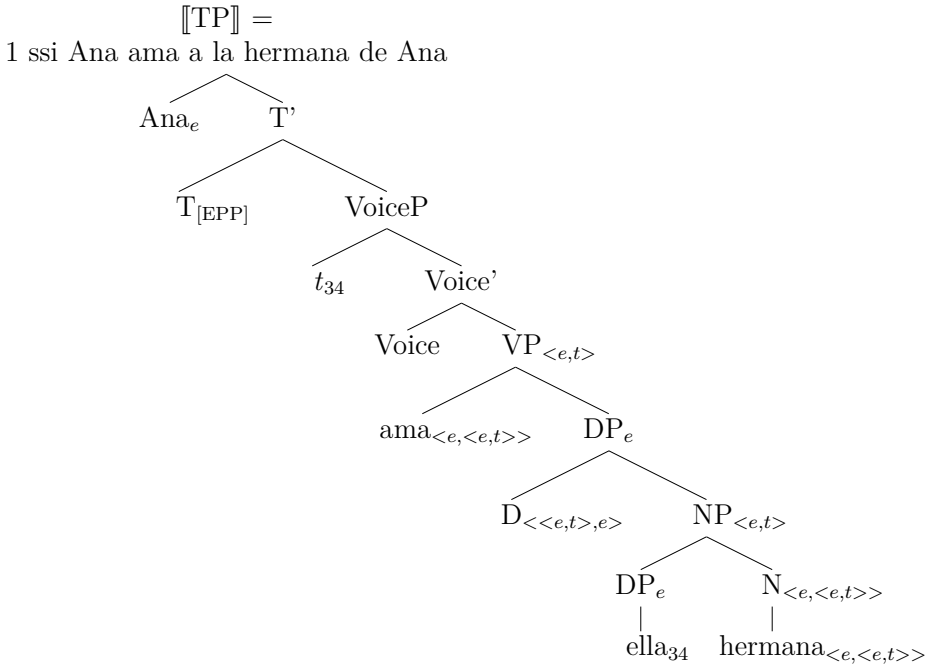 ⟦TP⟧ =
1 ssi Ana ama a la hermana de Ana
Ana_e T'
T_[EPP] VoiceP
t_34 Voice'
Voice VP_<e,t>
ama_<e,<e,t>> DP_e
D_<<e,t>,e> NP_<e,t>
DP_e N_<e,<e,t>>
ella_34 hermana_<e,<e,t>>